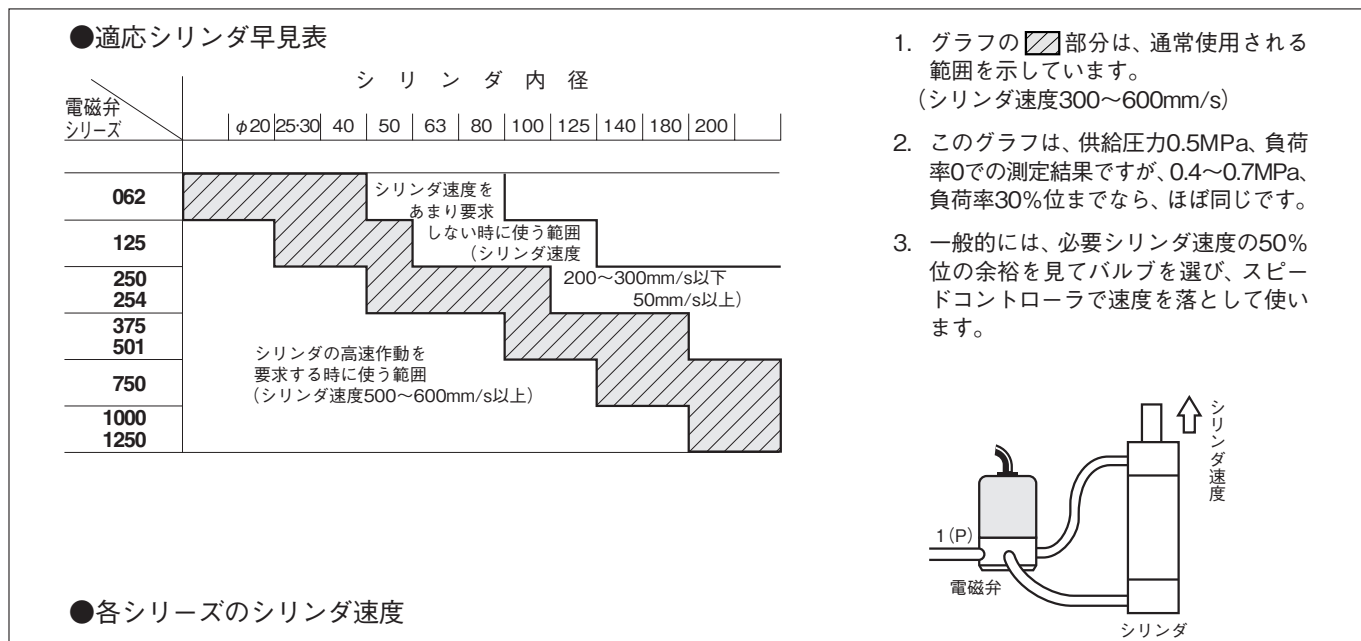 ●適応シリンダ早見表
シリンダ内径
電磁弁
シリーズ
φ20 25·30 40 50 63 80 100 125 140 180 200
062
125
250
254
375
501
750
1000
1250
シリンダ速度を
あまり要求
しない時に使う範囲
(シリンダ速度
200～300mm/s以下
50mm/s以上)
シリンダの高速作動を
要求する時に使う範囲
(シリンダ速度500～600mm/s以上)
1. グラフの 部分は、通常使用される
範囲を示しています。
(シリンダ速度300～600mm/s)
2. このグラフは、供給圧力0.5MPa、負荷
率0での測定結果ですが、0.4～0.7MPa、
負荷率30%位までなら、ほぼ同じです。
3. 一般的には、必要シリンダ速度の50%
位の余裕を見てバルブを選び、スピー
ドコントローラで速度を落として使い
ます。
シリンダ速度
1(P)
電磁弁
シリンダ
●各シリーズのシリンダ速度